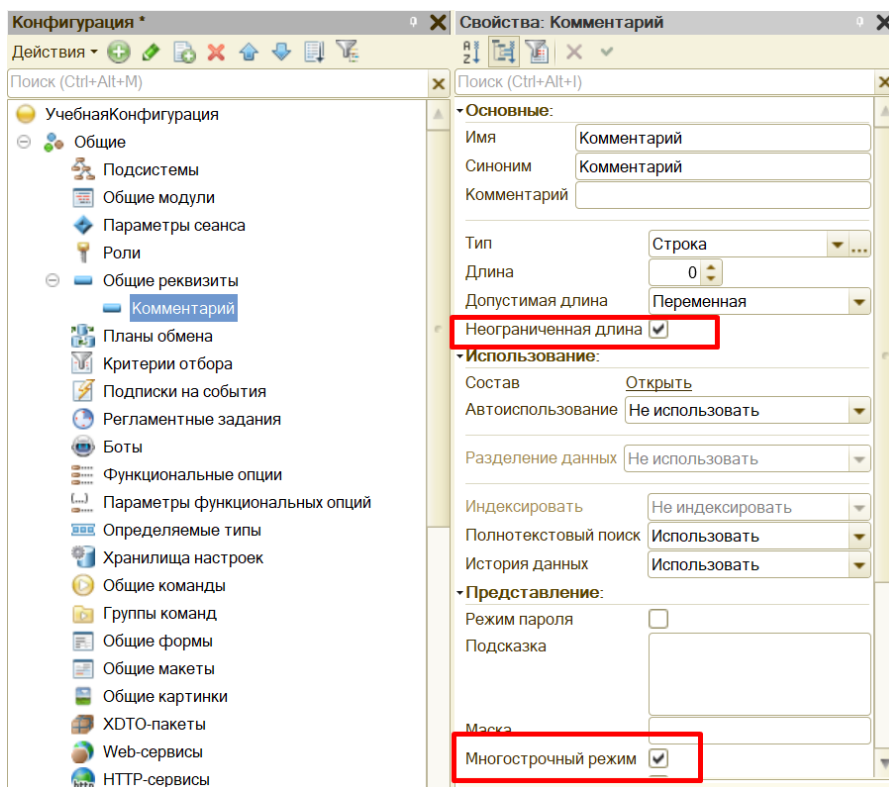 Конфигурация *
Действия
Поиск (Ctrl+Alt+M)
УчебнаяКонфигурация
Общие
Подсистемы
Общие модули
Параметры сеанса
Роли
Общие реквизиты
Комментарий
Планы обмена
Критерии отбора
Подписки на события
Регламентные задания
Боты
Функциональные опции
Параметры функциональных опций
Определяемые типы
Хранилища настроек
Общие команды
Группы команд
Общие формы
Общие макеты
Общие картинки
XDTO-пакеты
Web-сервисы
HTTP-сервисы
Свойства: Комментарий
Поиск (Ctrl+Alt+I)
Основные:
Имя Комментарий
Синоним Комментарий
Комментарий
Тип Строка
Длина 0
Допустимая длина Переменная
Неограниченная длина
Использование:
Состав Открыть
Автоиспользование Не использовать
Разделение данных Не использовать
Индексировать Не индексировать
Полнотекстовый поиск Использовать
История данных Использовать
Представление:
Режим пароля
Подсказка
Маска
Многострочный режим